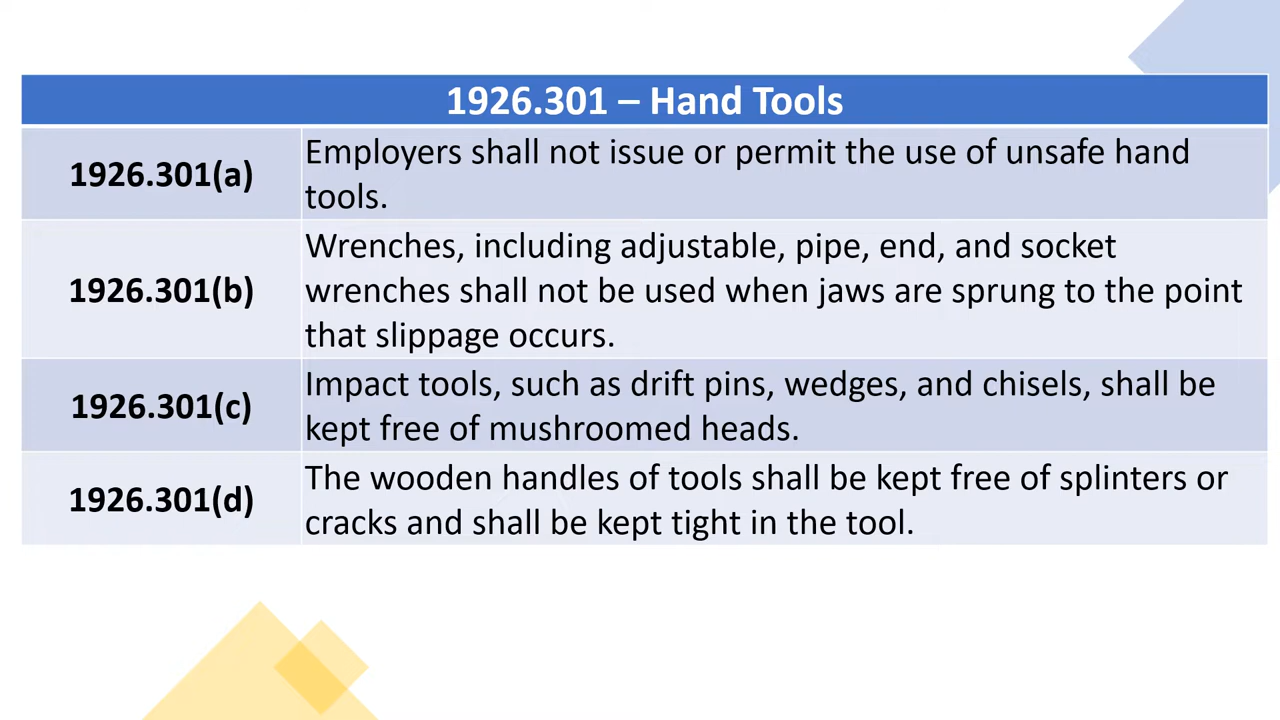 1926.301 – Hand Tools
1926.301(a)
Employers shall not issue or permit the use of unsafe hand
tools.
1926.301(b)
Wrenches, including adjustable, pipe, end, and socket
wrenches shall not be used when jaws are sprung to the point
that slippage occurs.
1926.301(c)
Impact tools, such as drift pins, wedges, and chisels, shall be
kept free of mushroomed heads.
1926.301(d)
The wooden handles of tools shall be kept free of splinters or
cracks and shall be kept tight in the tool.